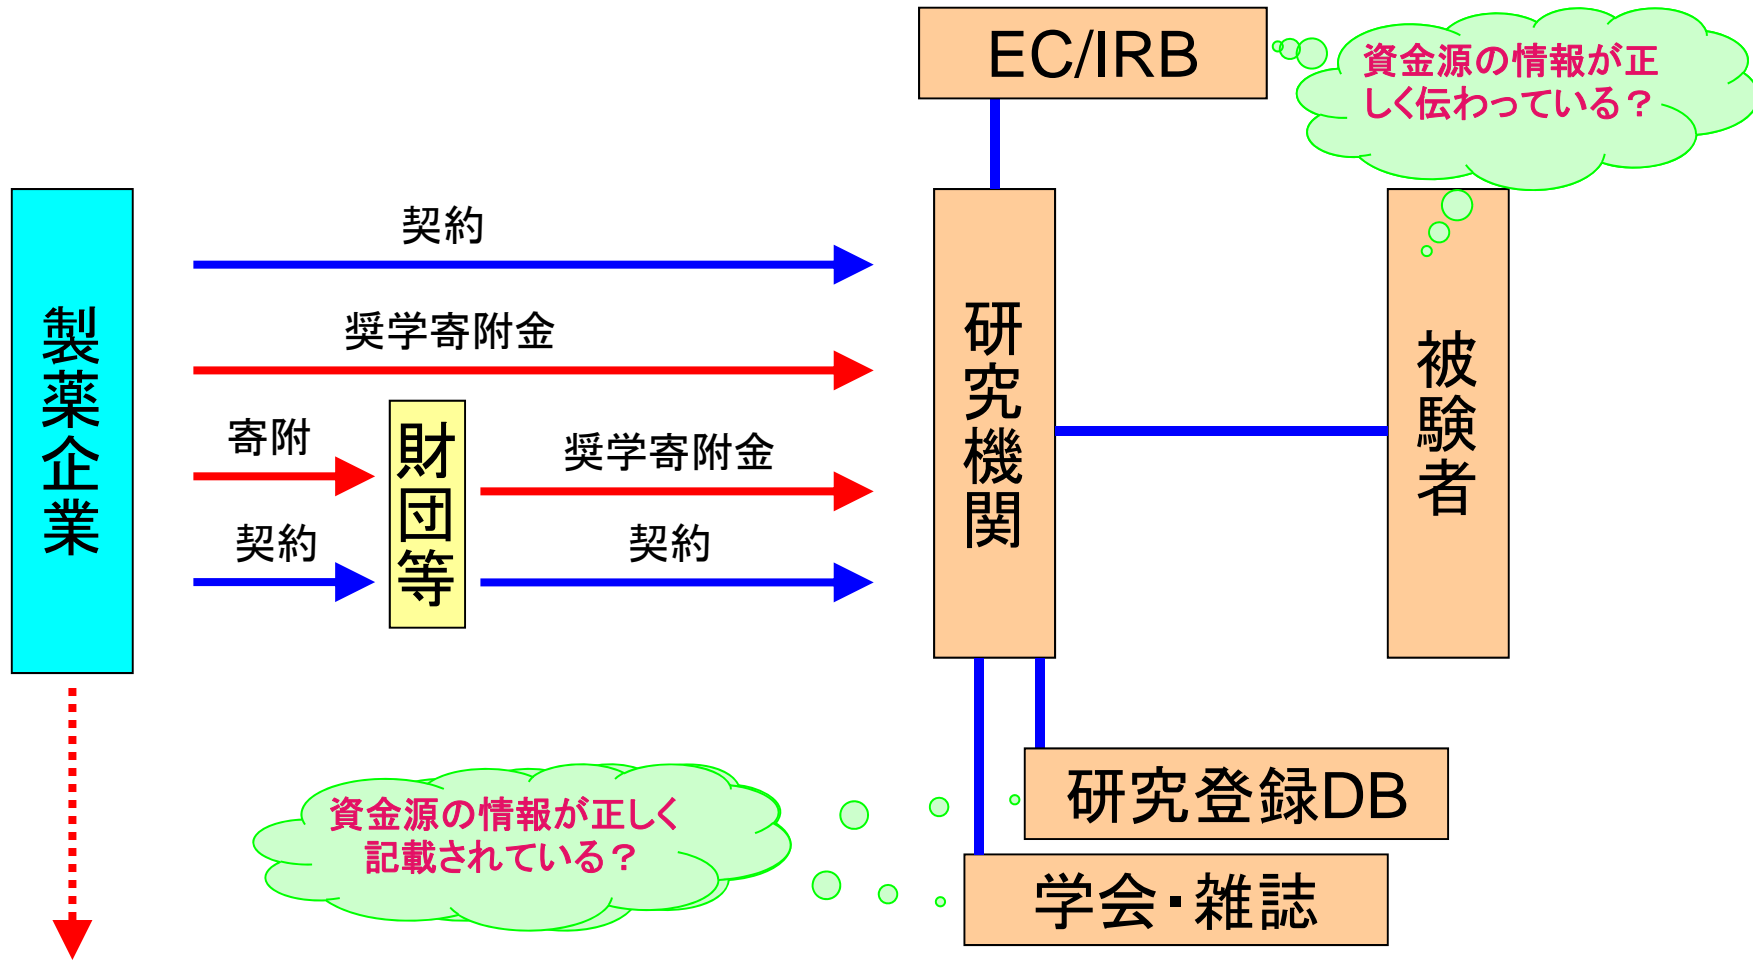 EC/IRB
資金源の情報が正
しく伝わっている?
製薬企業
契約
奨学寄附金
寄附
契約
財団等
奨学寄附金
契約
研究機関
被験者
資金源の情報が正しく
記載されている?
研究登録DB
学会・雑誌